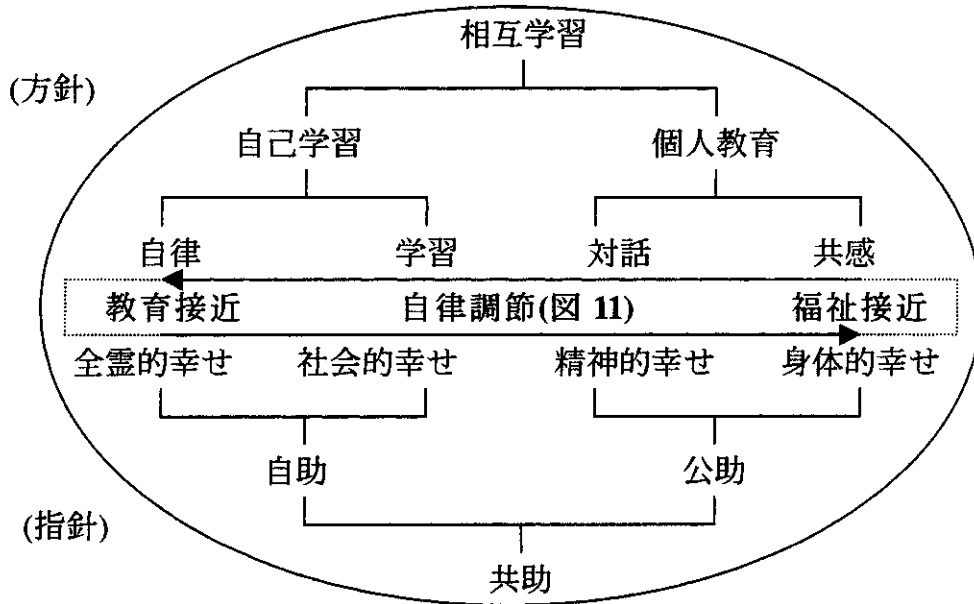 相互学習
(方針)
自己学習 個人教育
自律 学習 対話 共感
教育接近 自律調節(図 11) 福祉接近
全霊的幸せ 社会的幸せ 精神的幸せ 身体的幸せ
自助 公助
(指針)
共助